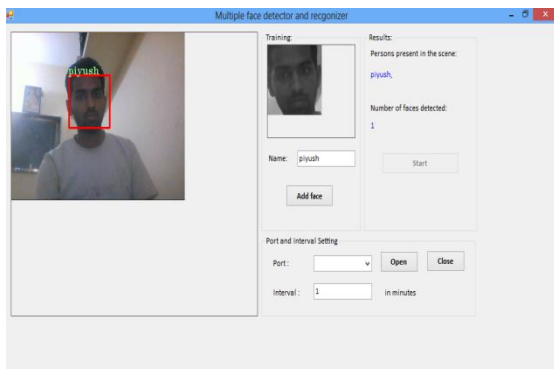 Multiple face detector and recgonizer
piyush
Training:
Name: piyush
Add face
Results:
Persons present in the scene:
piyush,
Number of faces detected:
1
Start
Port and Interval Setting
Port :
Open
Close
Interval : 1 in minutes